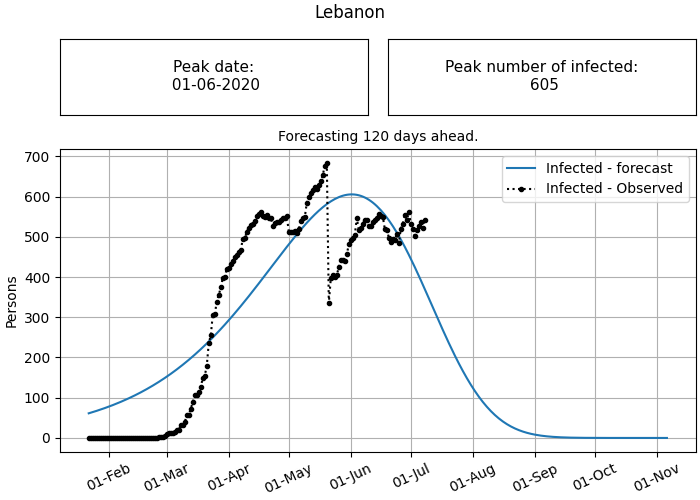 Lebanon
Peak date:
01-06-2020
Peak number of infected:
605
Forecasting 120 days ahead.
700
600
500
400
300
200
100
0
Persons
Infected - forecast
Infected - Observed
01-Feb
01-Mar
01-Apr
01-May
01-Jun
01-Jul
01-Aug
01-Sep
01-Oct
01-Nov